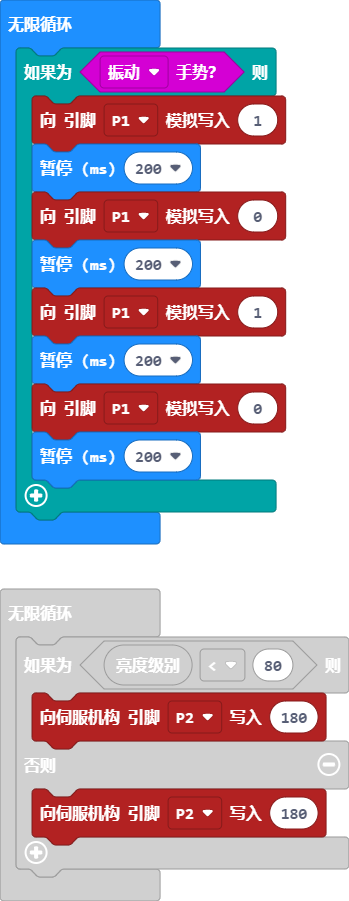 无限循环
如果为 振动 手势? 则
向 引脚 P1 模拟写入 1
暂停 (ms) 200
向 引脚 P1 模拟写入 0
暂停 (ms) 200
向 引脚 P1 模拟写入 1
暂停 (ms) 200
向 引脚 P1 模拟写入 0
暂停 (ms) 200
无限循环
如果为 亮度级别 < 80 则
向伺服机构 引脚 P2 写入 180
否则
向伺服机构 引脚 P2 写入 180